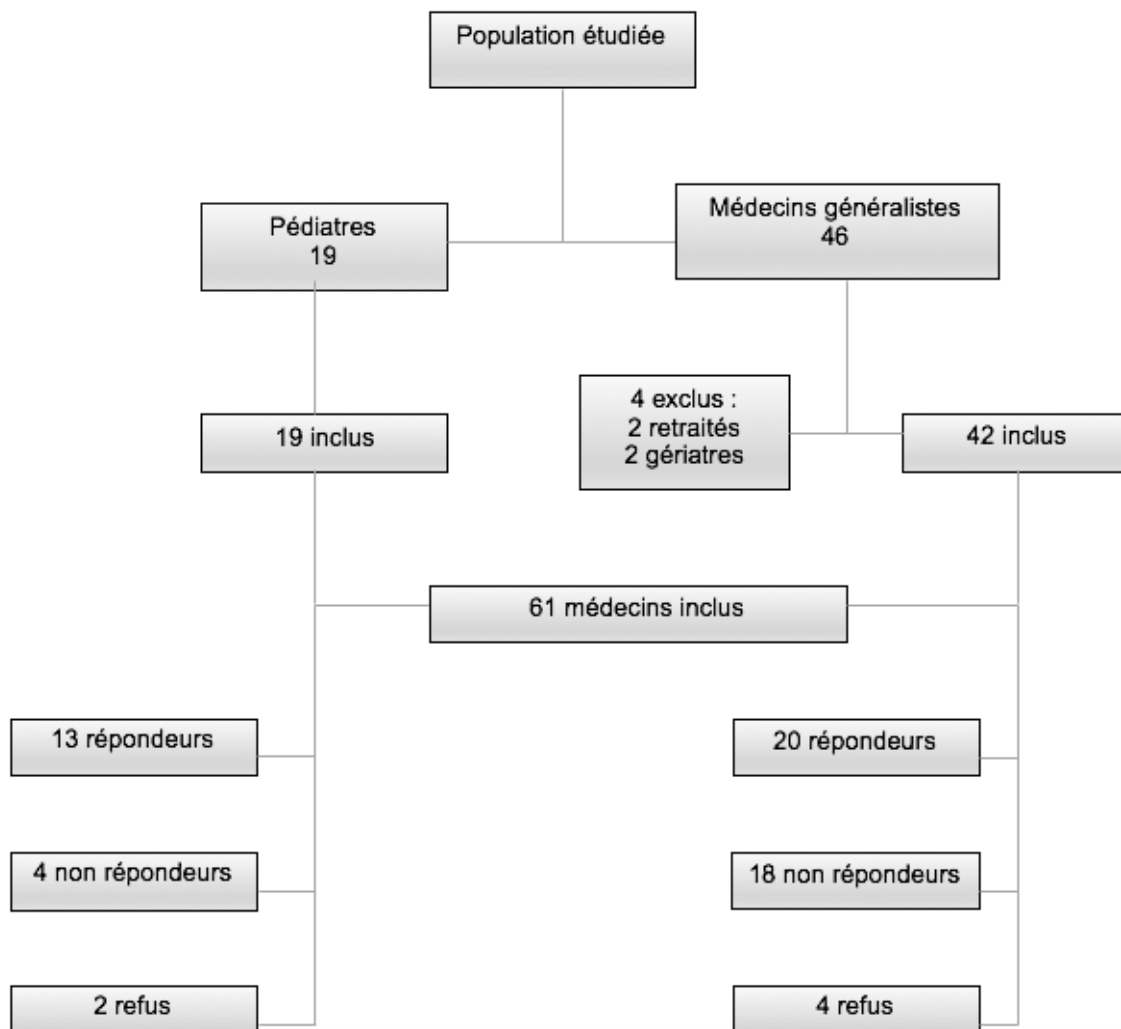 Population étudiée
Pédiatres
19
Médecins généralistes
46
4 exclus :
2 retraités
2 gériatres
19 inclus
42 inclus
61 médecins inclus
13 répondeurs
20 répondeurs
4 non répondeurs
18 non répondeurs
2 refus
4 refus